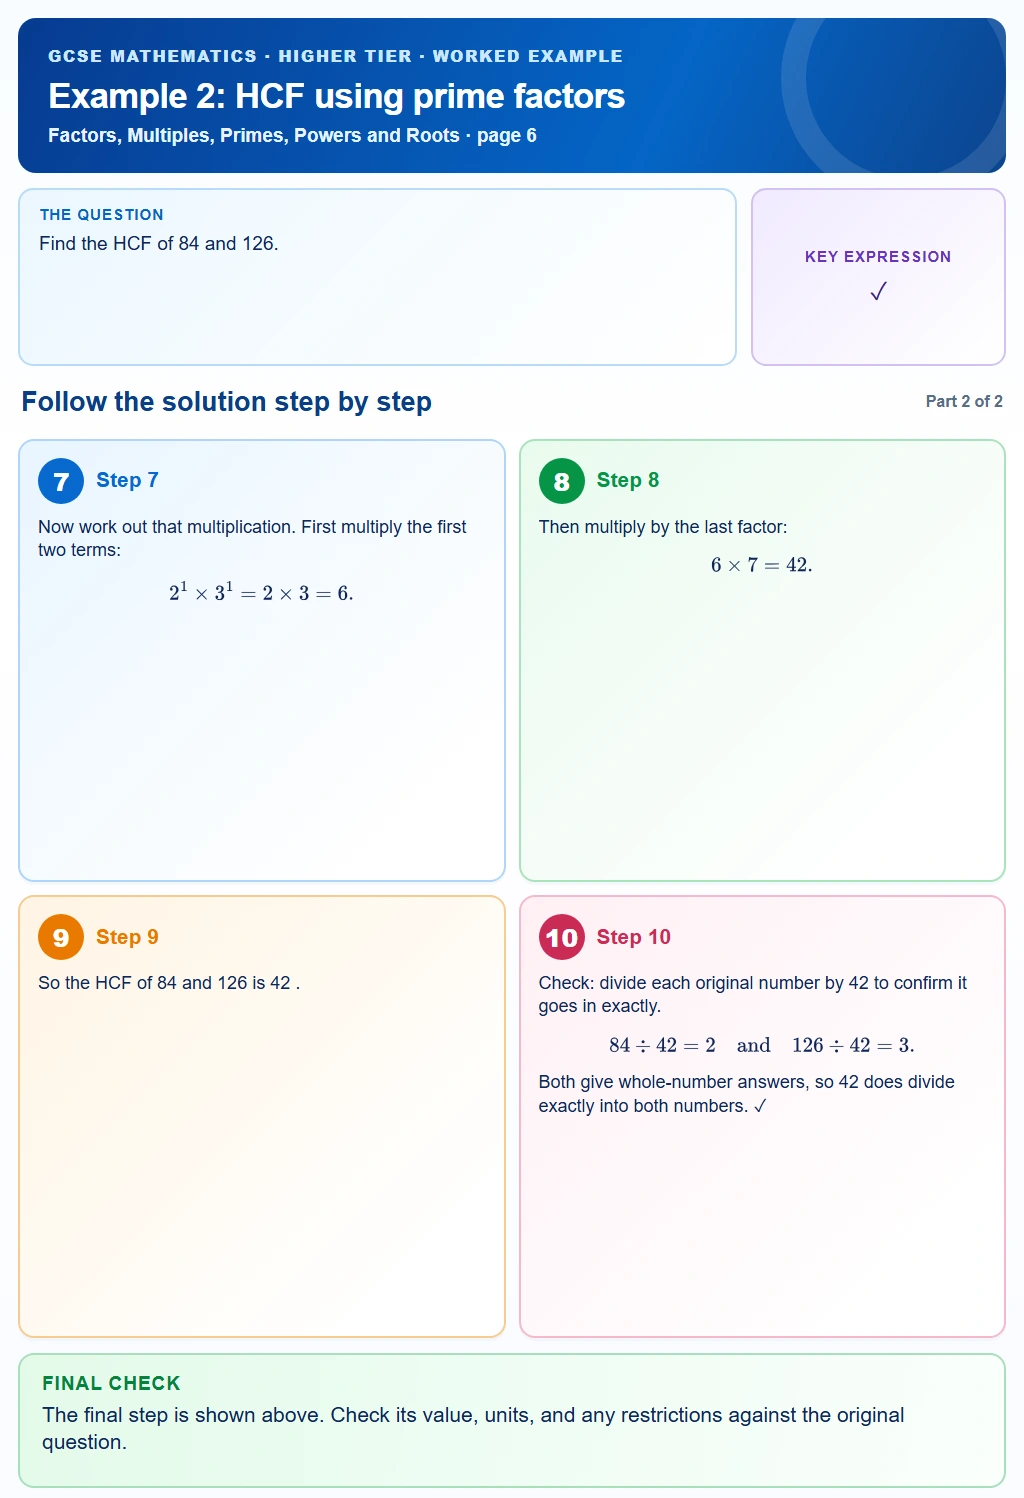 GCSE MATHEMATICS · HIGHER TIER · WORKED EXAMPLE
Example 2: HCF using prime factors
Factors, Multiples, Primes, Powers and Roots · page 6
THE QUESTION
Find the HCF of 84 and 126.
KEY EXPRESSION
✓
Follow the solution step by step
Part 2 of 2
7 Step 7
Now work out that multiplication. First multiply the first
two terms:
2¹ × 3¹ = 2 × 3 = 6.
8 Step 8
Then multiply by the last factor:
6 × 7 = 42.
9 Step 9
So the HCF of 84 and 126 is 42 .
10 Step 10
Check: divide each original number by 42 to confirm it
goes in exactly.
84 ÷ 42 = 2 and 126 ÷ 42 = 3.
Both give whole-number answers, so 42 does divide
exactly into both numbers. ✓
FINAL CHECK
The final step is shown above. Check its value, units, and any restrictions against the original
question.